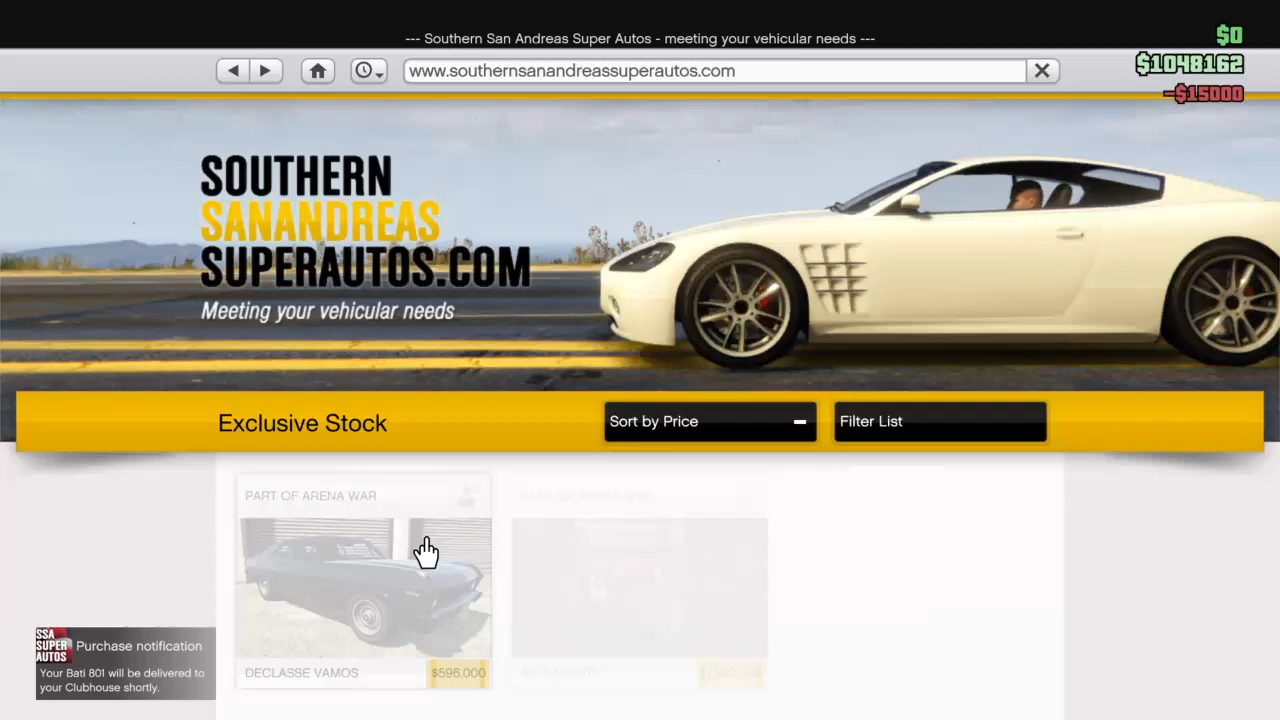 --- Southern San Andreas Super Autos - meeting your vehicular needs ---
$0
$1048162
-$15000
www.southernsanandreassuperautos.com
SOUTHERN
SANANDREAS
SUPERAUTOS.COM
Meeting your vehicular needs
Exclusive Stock
Sort by Price
Filter List
PART OF ARENA WAR
DECLASSE VAMOS
$596,000
SSA
SUPER
AUTOS
Purchase notification
Your Bati 801 will be delivered to
your Clubhouse shortly.